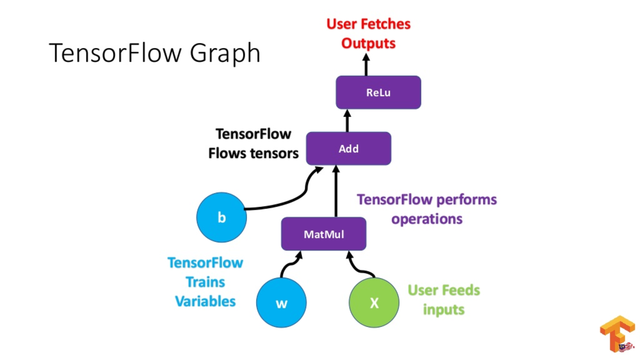 TensorFlow Graph
User Fetches
Outputs
ReLu
TensorFlow
Flows tensors
Add
TensorFlow performs
operations
b
MatMul
TensorFlow
Trains
Variables
w
X
User Feeds
inputs